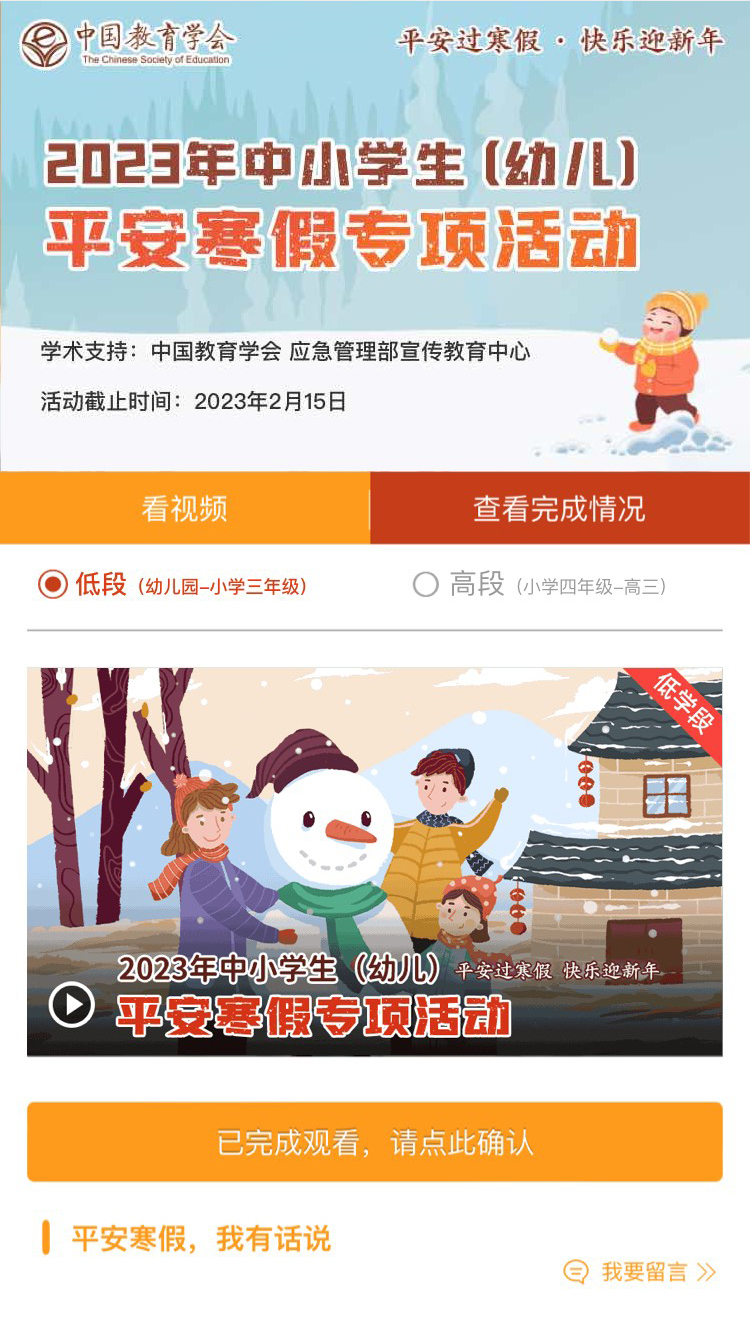 中国教育学会
The Chinese Society of Education
平安过寒假 · 快乐迎新年
2023年中小学生(幼儿)
平安寒假专项活动
学术支持：中国教育学会 应急管理部宣传教育中心
活动截止时间：2023年2月15日
看视频
查看完成情况
低段（幼儿园–小学三年级）
高段（小学四年级–高三）
低学段
2023年中小学生（幼儿）平安过寒假 快乐迎新年
平安寒假专项活动
已完成观看，请点此确认
平安寒假，我有话说
我要留言